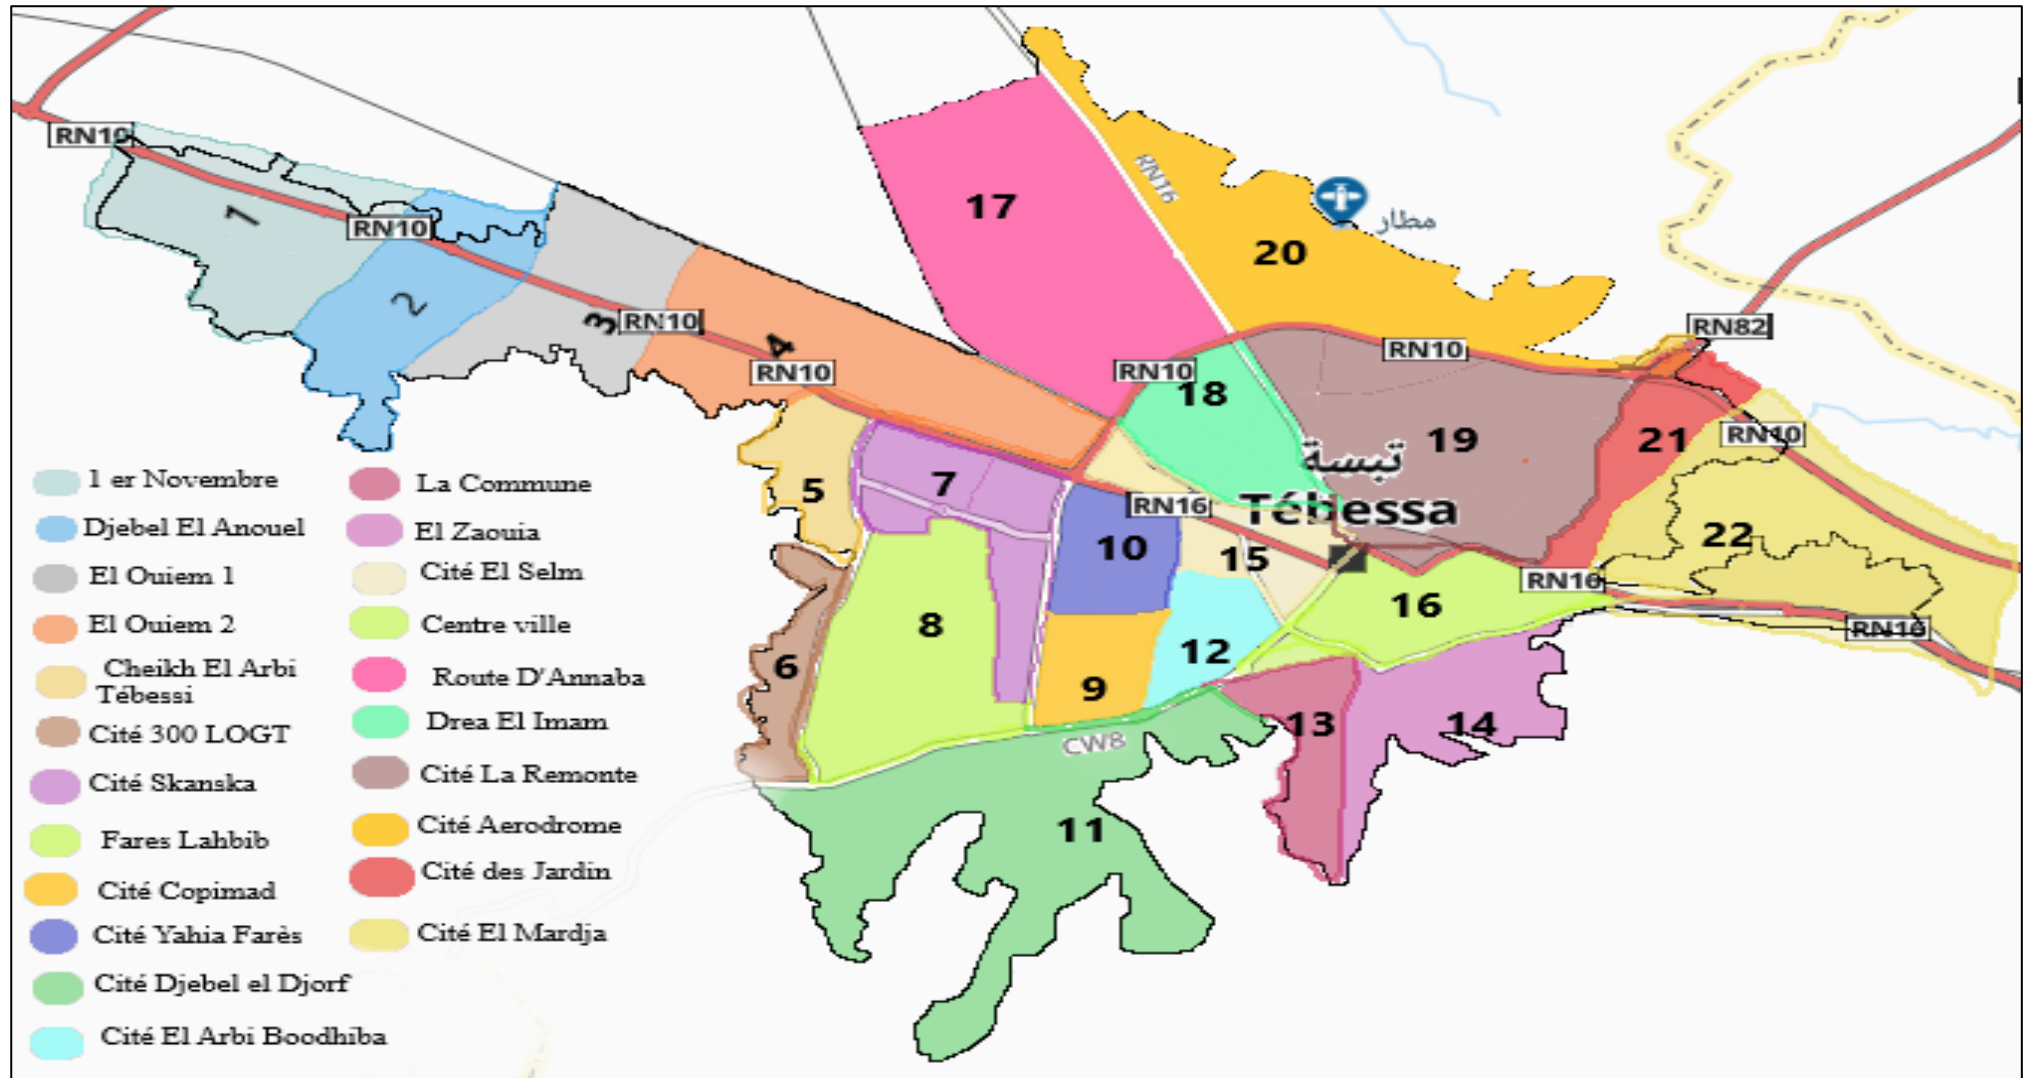 RN10
1
RN10
2
3
RN10
4
RN10
17
RN16
20
مطار
RN82
RN10
RN10
18
19
21
RN10
تبسة
Tébessa
5
7
RN16
10
15
22
RN16
16
RN16
8
6
12
9
13
14
CW8
11
1 er Novembre
Djebel El Anouel
El Ouiem 1
El Ouiem 2
Cheikh El Arbi
Tébessi
Cité 300 LOGT
Cité Skanska
Fares Lahbib
Cité Copimad
Cité Yahia Farès
Cité Djebel el Djorf
Cité El Arbi Boodhiba
La Commune
El Zaouia
Cité El Selm
Centre ville
Route D'Annaba
Drea El Imam
Cité La Remonte
Cité Aerodrome
Cité des Jardin
Cité El Mardja